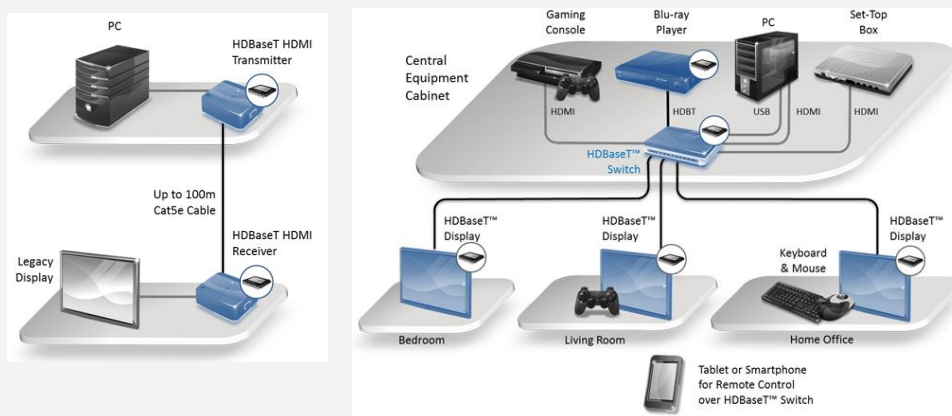 PC
HDBaseT HDMI
Transmitter
Up to 100m
Cat5e Cable
HDBaseT HDMI
Receiver
Legacy
Display
Gaming
Console
Blu-ray
Player
PC
Set-Top
Box
Central
Equipment
Cabinet
HDMI
HDBT
USB
HDMI
HDMI
HDBaseT™
Switch
HDBaseT™
Display
HDBaseT™
Display
HDBaseT™
Display
Keyboard
& Mouse
Bedroom
Living Room
Home Office
Tablet or Smartphone
for Remote Control
over HDBaseT™ Switch